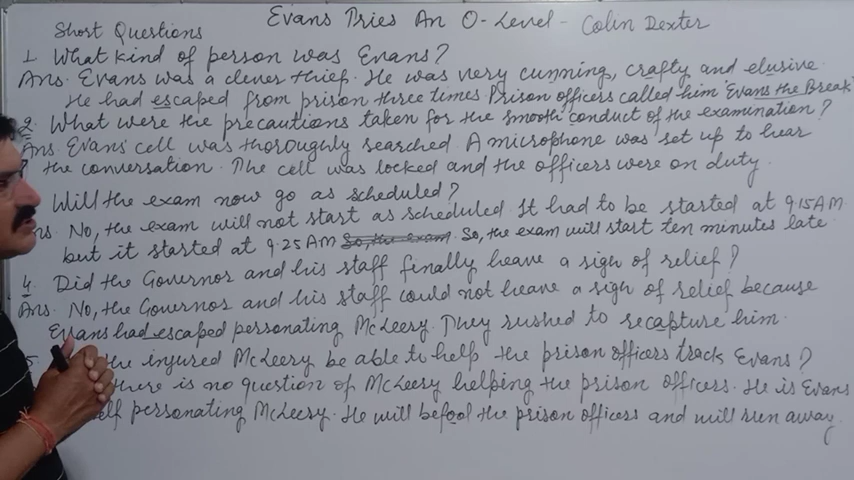 Evans Tries An O-Level - Colin Dexter
Short Questions
1. What kind of person was Evans?
Ans. Evans was a clever thief. He was very cunning, crafty and elusive.
He had escaped from prison three times. Prison officers called him 'Evans the Break'
2. What were the precautions taken for the smooth conduct of the examination?
Ans. Evans' cell was thoroughly searched. A microphone was set up to hear
the conversation. The cell was locked and the officers were on duty.
Will the exam now go as scheduled?
Ans. No, the exam will not start as scheduled. It had to be started at 9.15 AM
but it started at 9.25 AM So, the exam. So, the exam will start ten minutes late.
4. Did the Governor and his staff finally heave a sigh of relief?
Ans. No, the Governor and his staff could not heave a sigh of relief because
Evans had escaped personating McLeery. They rushed to recapture him.
5. the injured McLeery be able to help the prison officers track Evans?
There is no question of McLeery helping the prison officers. He is Evans
personating McLeery. He will befool the prison officers and will run away.